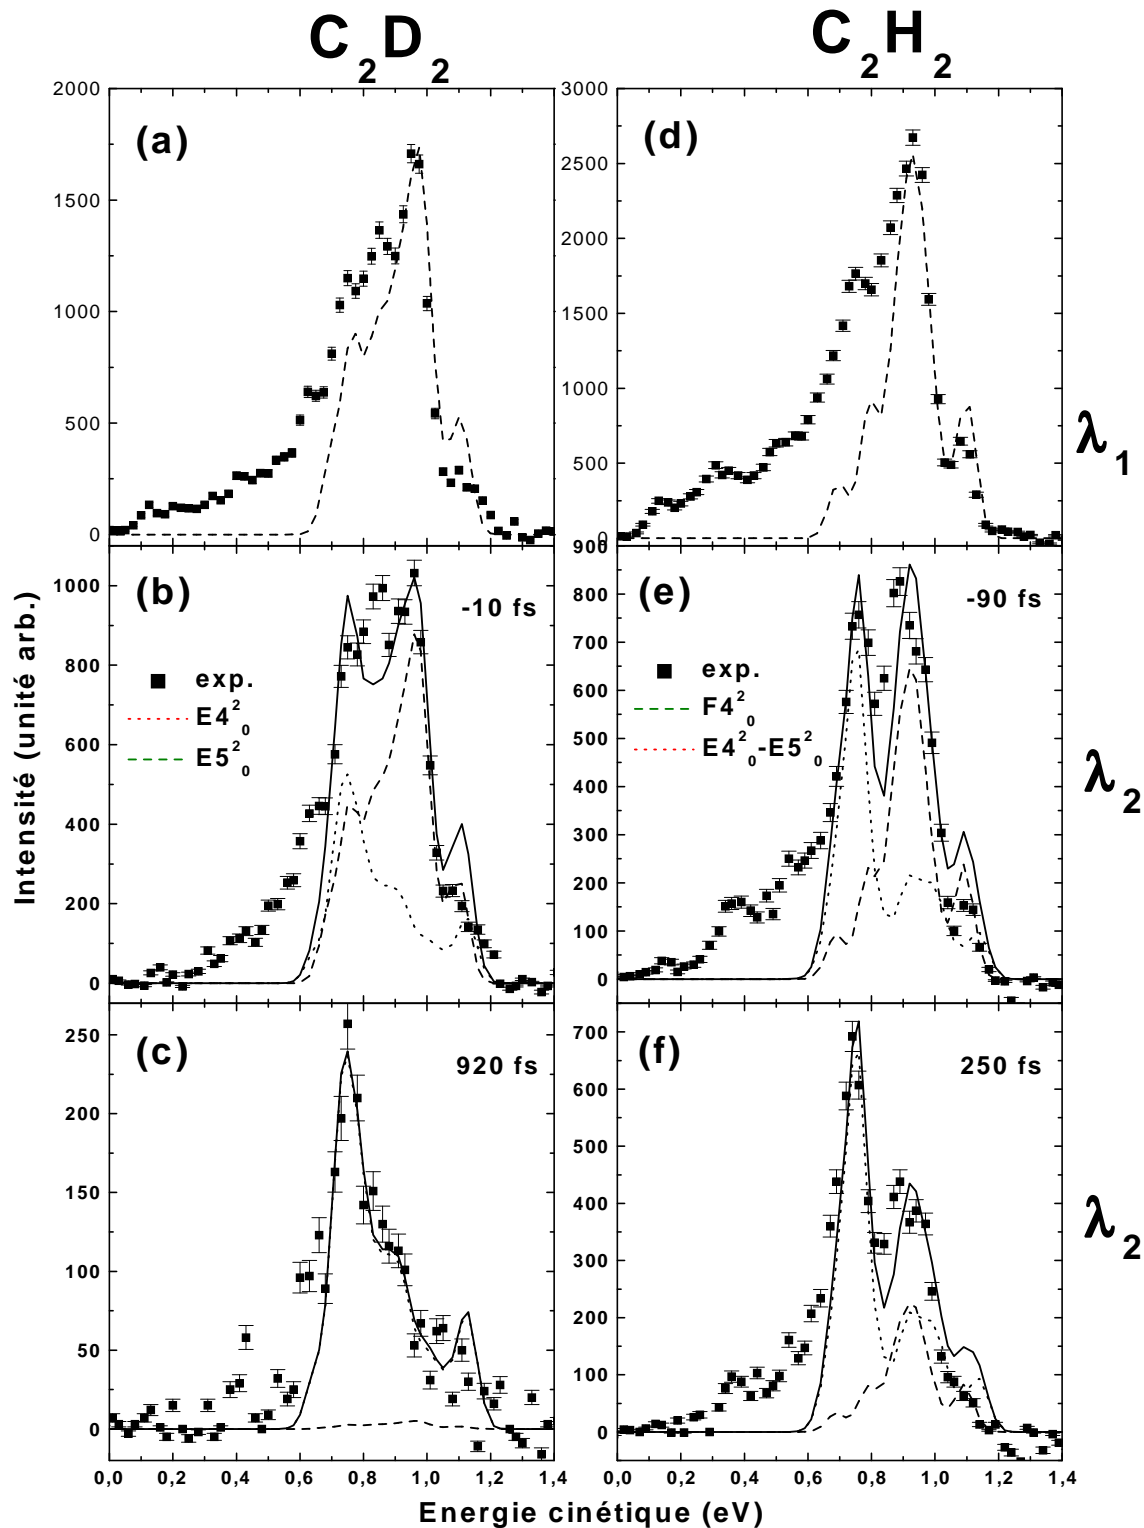 C₂D₂
C₂H₂
2000
1500
1000
500
0
(a)
3000
2500
2000
1500
1000
500
0
(d)
λ₁
1000
800
600
400
200
0
(b)
-10 fs
exp.
E4²₀
E5²₀
900
800
700
600
500
400
300
200
100
0
(e)
-90 fs
exp.
F4²₀
E4²₀-E5²₀
λ₂
250
200
150
100
50
0
(c)
920 fs
700
600
500
400
300
200
100
0
(f)
250 fs
λ₂
0,0 0,2 0,4 0,6 0,8 1,0 1,2 1,4
0,0 0,2 0,4 0,6 0,8 1,0 1,2 1,4
Intensité (unité arb.)
Energie cinétique (eV)